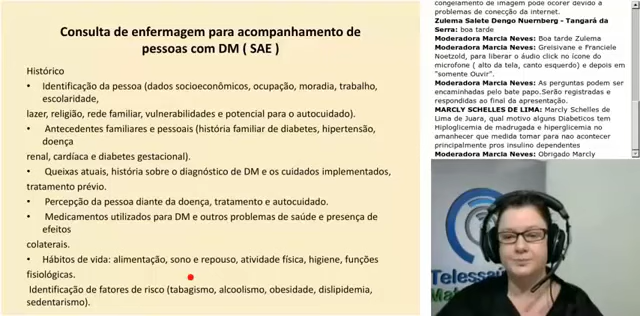 Consulta de enfermagem para acompanhamento de
pessoas com DM ( SAE )
Histórico
• Identificação da pessoa (dados socioeconômicos, ocupação, moradia, trabalho,
escolaridade,
lazer, religião, rede familiar, vulnerabilidades e potencial para o autocuidado).
• Antecedentes familiares e pessoais (história familiar de diabetes, hipertensão,
doença
renal, cardíaca e diabetes gestacional).
• Queixas atuais, história sobre o diagnóstico de DM e os cuidados implementados,
tratamento prévio.
• Percepção da pessoa diante da doença, tratamento e autocuidado.
• Medicamentos utilizados para DM e outros problemas de saúde e presença de
efeitos
colaterais.
• Hábitos de vida: alimentação, sono e repouso, atividade física, higiene, funções
fisiológicas.
Identificação de fatores de risco (tabagismo, alcoolismo, obesidade, dislipidemia,
sedentarismo).
congelamento de imagem pode ocorer devido a
problemas de conecção da internet.
Zulema Salete Dengo Nuernberg - Tangará da
Serra: boa tarde
Moderadora Marcia Neves: Boa tarde Zulema
Moderadora Marcia Neves: Greisivane e Franciele
Noetzold, para liberar o áudio click no ícone do
microfone ( alto da tela, canto esquerdo) e depois em
"somente Ouvir".
Moderadora Marcia Neves: As perguntas podem ser
encaminhadas pelo bate papo.Serão registradas e
respondidas ao final da apresentação.
MARCLY SCHELLES DE LIMA: Marcly Schelles de
Lima de Juara, qual motivo alguns Diabeticos tem
Hiploglicemia de madrugada e hiperglicemia no
amanhecer que medida tomar para nao acontecer
principalmente pros insulino dependentes
Moderadora Marcia Neves: Obrigado Marcly
Telessaú
Mat